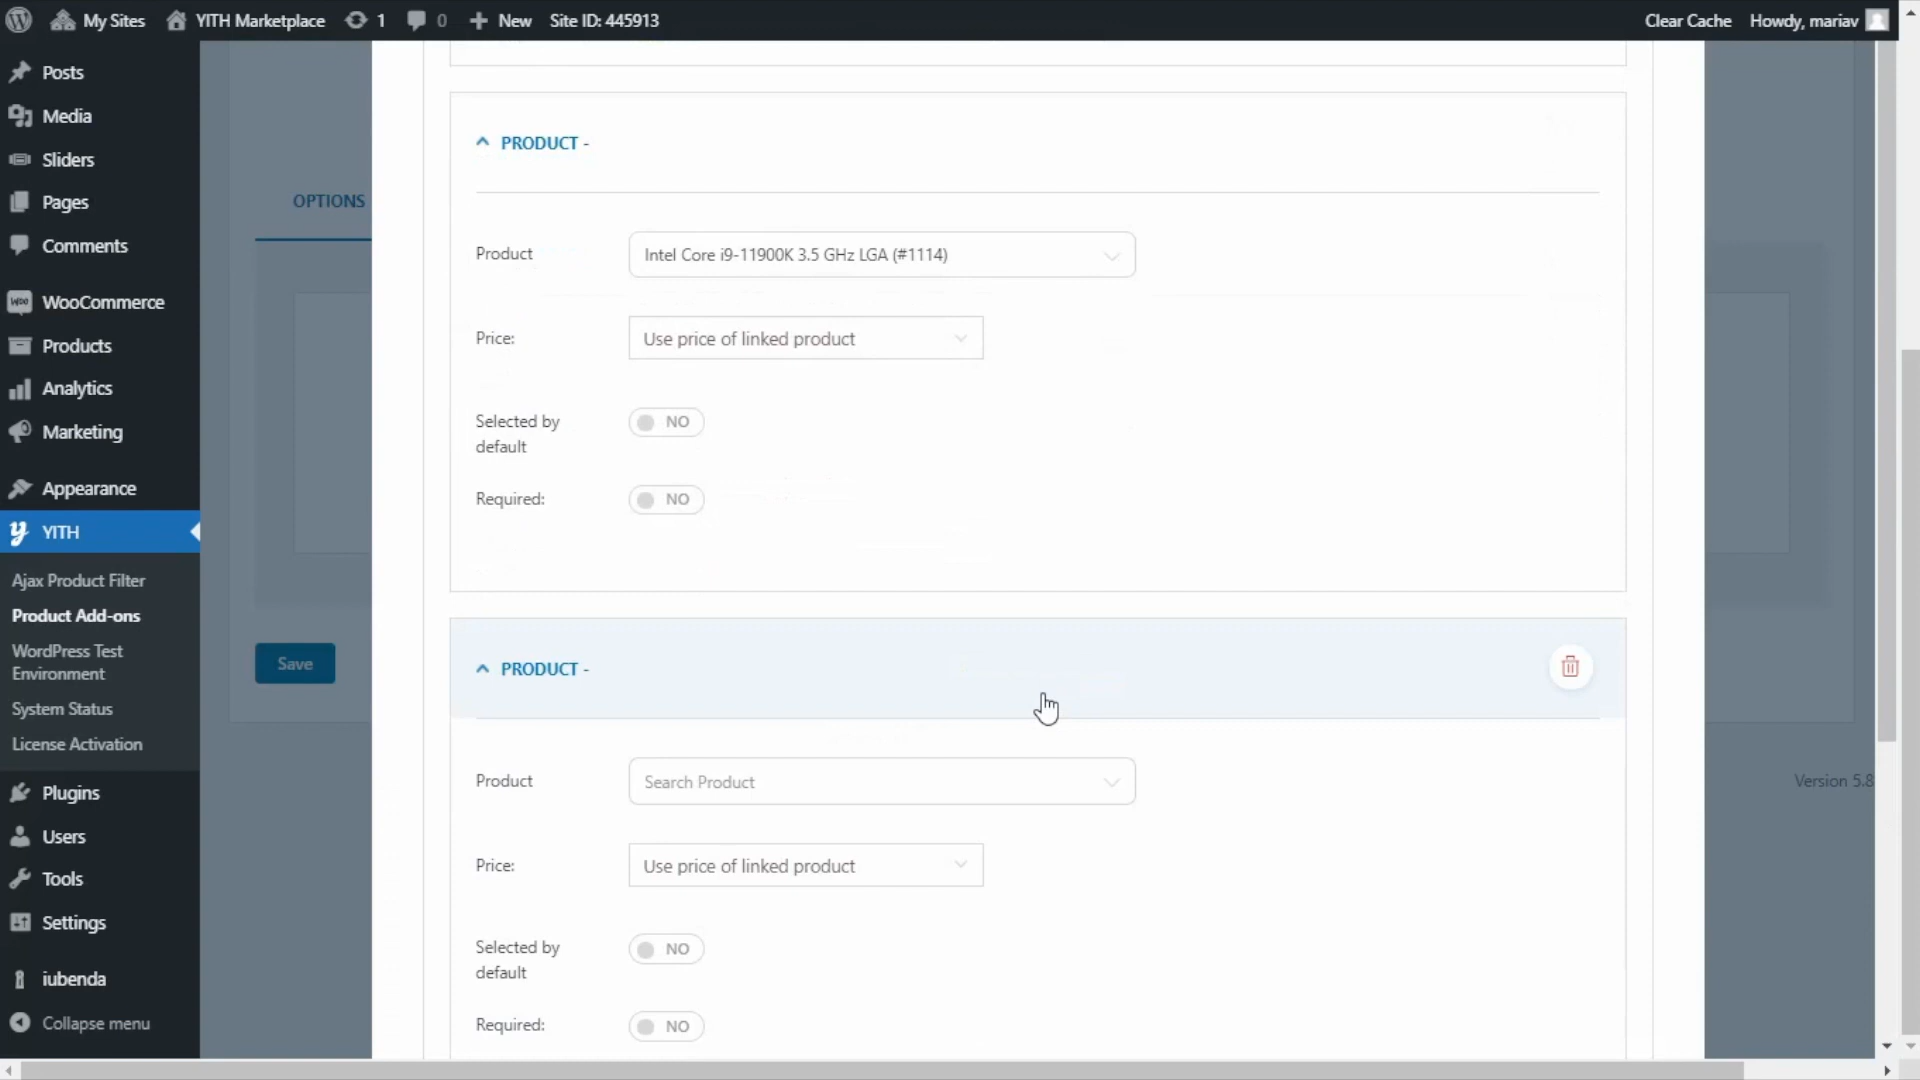 My Sites YITH Marketplace 1 0 New Site ID: 445913 Clear Cache Howdy, mariav
Posts
Media
Sliders
Pages
Comments
WooCommerce
Products
Analytics
Marketing
Appearance
YITH
Ajax Product Filter
Product Add-ons
WordPress Test
Environment
System Status
License Activation
Plugins
Users
Tools
Settings
iubenda
Collapse menu
OPTIONS
Save
PRODUCT -
Product Intel Core i9-11900K 3.5 GHz LGA (#1114)
Price: Use price of linked product
Selected by
default
NO
Required: NO
PRODUCT -
Product Search Product
Price: Use price of linked product
Selected by
default
NO
Required: NO
Version 5.8